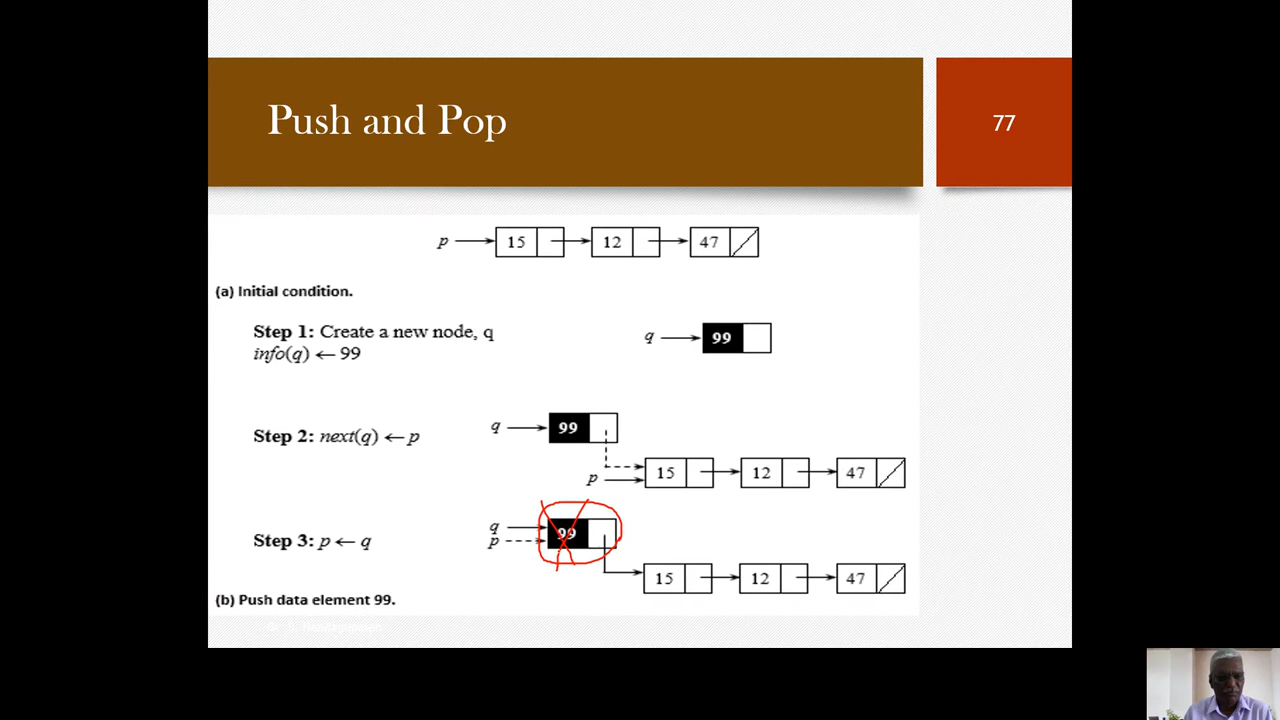 Push and Pop
77
p 15 12 47
(a) Initial condition.
Step 1: Create a new node, q
info(q) ← 99
q 99
Step 2: next(q) ← p
q 99
p 15 12 47
Step 3: p ← q
q 99
p
15 12 47
(b) Push data element 99.